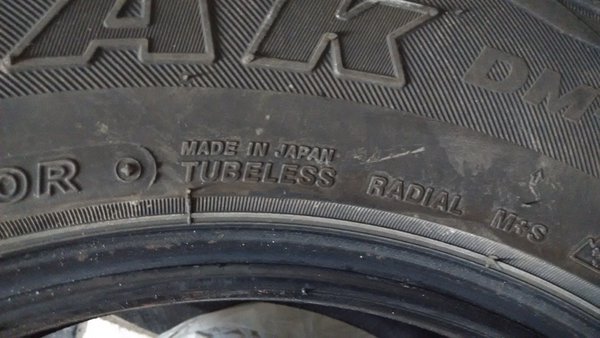 AK DM
OR MADE IN JAPAN
TUBELESS RADIAL M+S